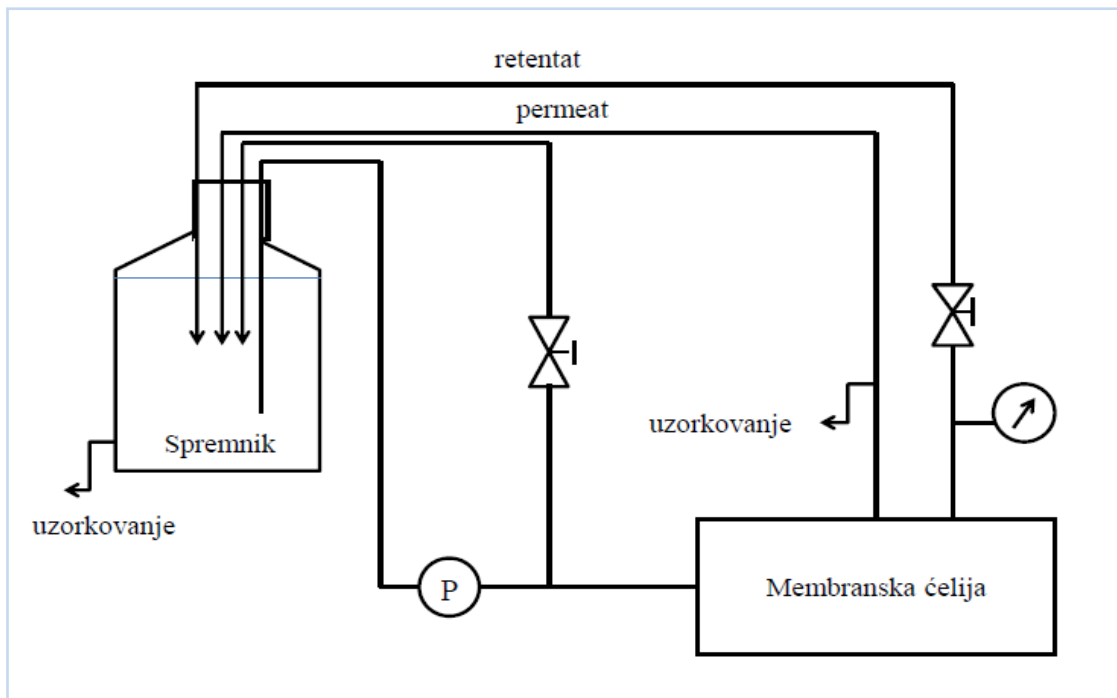 retentat
permeat
uzorkovanje
Spremnik
uzorkovanje
P
Membranska ćelija